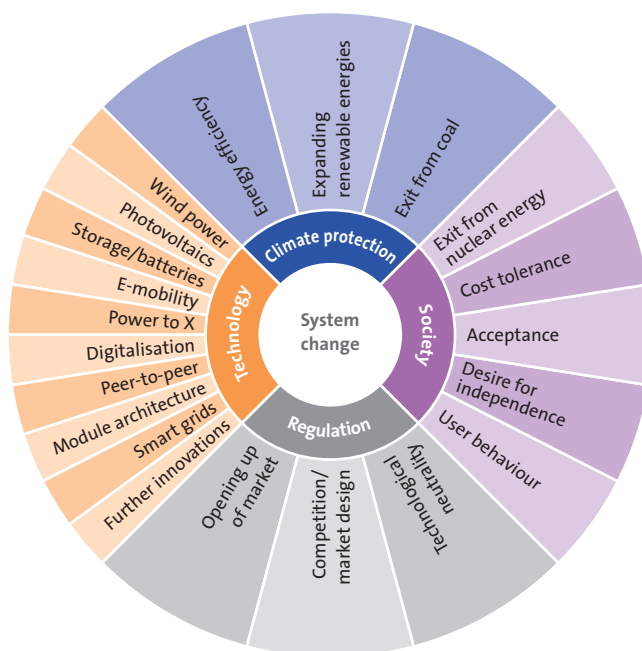 Energy efficiency
Expanding
renewable energies
Exit from coal
Exit from
nuclear energy
Cost tolerance
Acceptance
Desire for
independence
User behaviour
Technological
neutrality
Competition/
market design
Opening up
of market
Further innovations
Smart grids
Module architecture
Peer-to-peer
Digitalisation
Power to X
E-mobility
Storage/batteries
Photovoltaics
Wind power
Climate protection
Society
Regulation
Technology
System
change